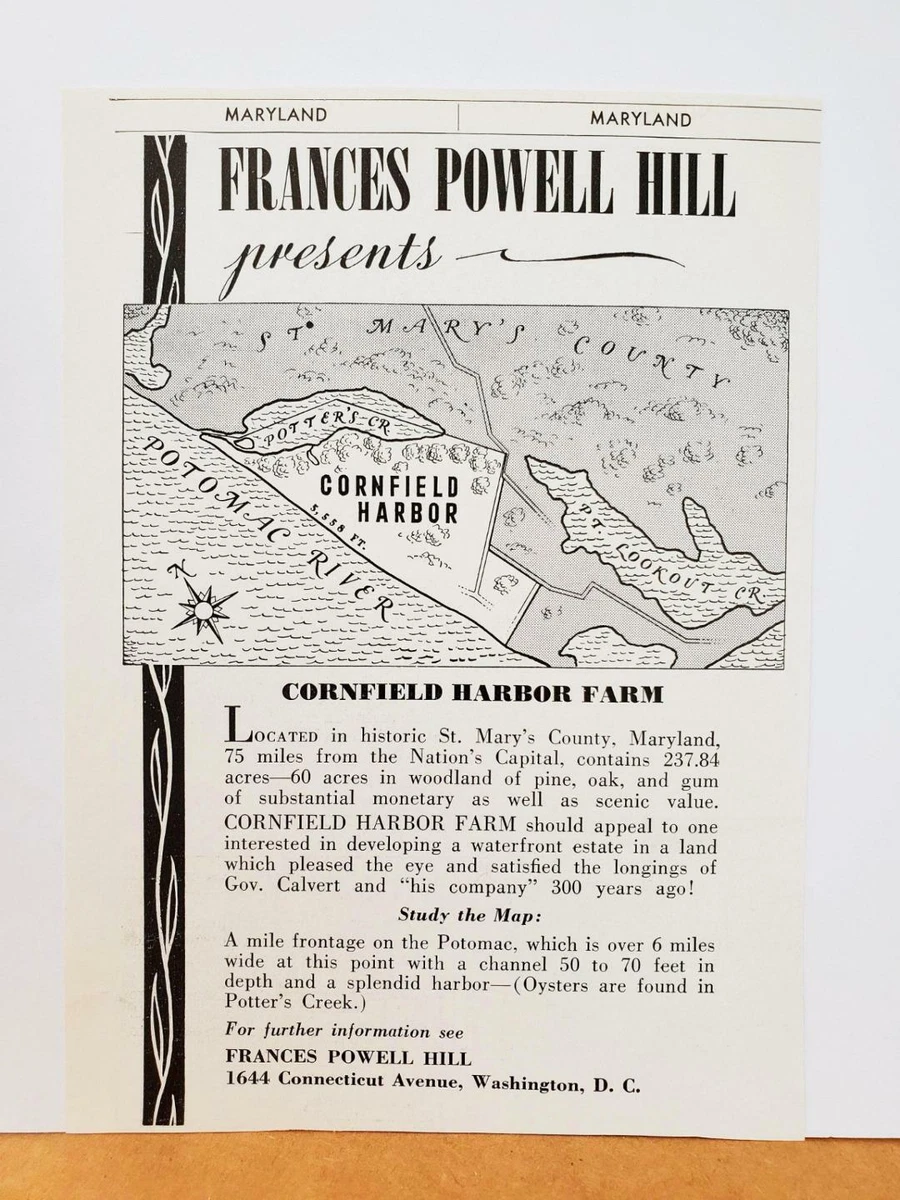 MARYLAND MARYLAND
FRANCES POWELL HILL
presents
ST. MARY'S COUNTY
POTTER'S CR.
POTOMAC RIVER
CORNFIELD
HARBOR
5,558 FT.
PT. LOOKOUT CR.
N
CORNFIELD HARBOR FARM
LOCATED in historic St. Mary's County, Maryland,
75 miles from the Nation's Capital, contains 237.84
acres—60 acres in woodland of pine, oak, and gum
of substantial monetary as well as scenic value.
CORNFIELD HARBOR FARM should appeal to one
interested in developing a waterfront estate in a land
which pleased the eye and satisfied the longings of
Gov. Calvert and "his company" 300 years ago!
Study the Map:
A mile frontage on the Potomac, which is over 6 miles
wide at this point with a channel 50 to 70 feet in
depth and a splendid harbor—(Oysters are found in
Potter's Creek.)
For further information see
FRANCES POWELL HILL
1644 Connecticut Avenue, Washington, D. C.